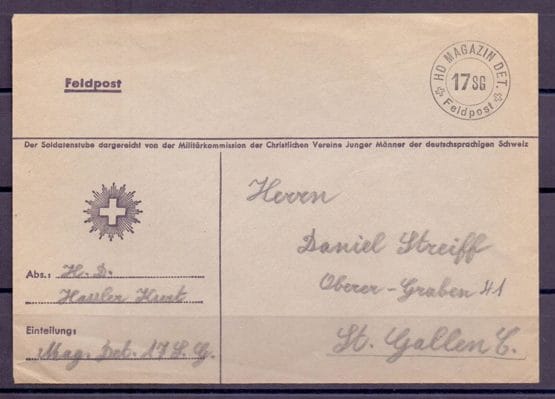 Feldpost
HD MAGAZIN DET.
17 SG
Feldpost
Der Soldatenstube dargereicht von der Militärkommission der Christlichen Vereine Junger Männer der deutschsprachigen Schweiz
Herrn
Daniel Streiff
Oberer-Graben 41
St. Gallen C.
Abs.: H. D.
Hassler Kurt
Einteilung:
Mag. Det. 17 S. G.